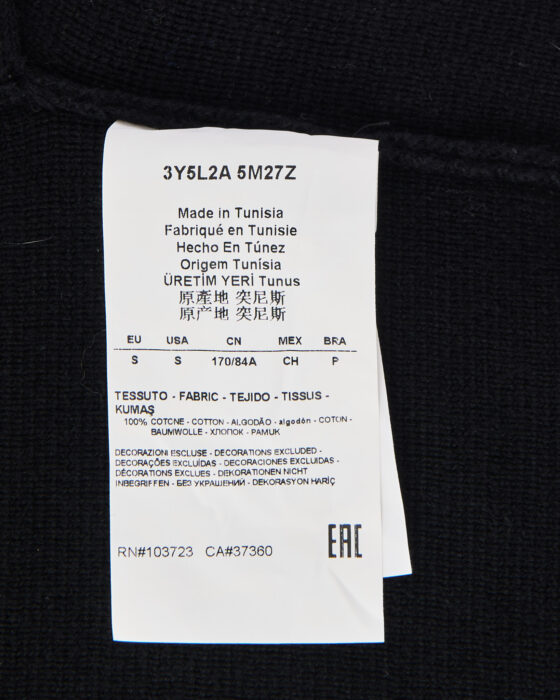 3Y5L2A 5M27Z
Made in Tunisia
Fabriqué en Tunisie
Hecho En Túnez
Origem Tunísia
ÜRETİM YERİ Tunus
原產地 突尼斯
原产地 突尼斯
EU USA CN MEX BRA
S S 170/84A CH P
TESSUTO - FABRIC - TEJIDO - TISSUS -
KUMAŞ
100% COTONE - COTTON - ALGODÃO - algodón - COTON -
BAUMWOLLE - ХЛОПОК - PAMUK
DECORAZIONI ESCLUSE - DECORATIONS EXCLUDED -
DECORAÇÕES EXCLUÍDAS - DECORACIONES EXCLUIDAS -
DÉCORATIONS EXCLUES - DEKORATIONEN NICHT
INBEGRIFFEN - БЕЗ УКРАШЕНИЙ - DEKORASYON HARİÇ
RN#103723 CA#37360
EAC